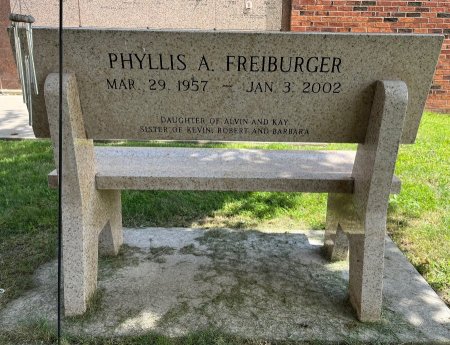 PHYLLIS A. FREIBURGER
MAR. 29. 1957 ~ JAN. 3. 2002
DAUGHTER OF ALVIN AND KAY
SISTER OF KEVIN, ROBERT AND BARBARA